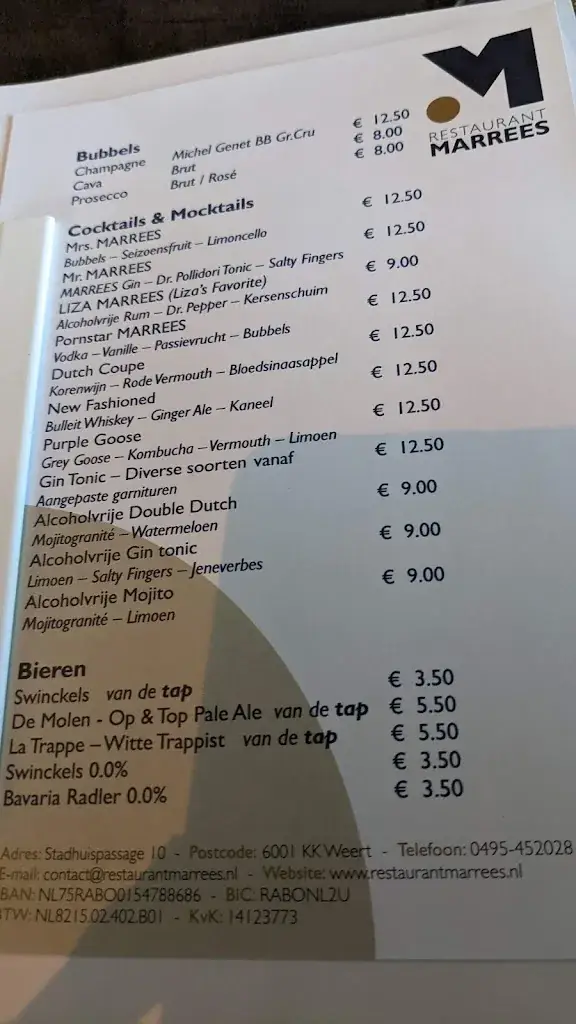 RESTAURANT
MARREES
Bubbels
Champagne Michel Genet BB Gr.Cru € 12.50
Cava Brut € 8.00
Prosecco Brut / Rosé € 8.00
Cocktails & Mocktails
Mrs. MARREES € 12.50
Bubbels – Seizoensfruit – Limoncello
Mr. MARREES € 12.50
MARREES Gin – Dr. Pollidori Tonic – Salty Fingers
LIZA MARREES (Liza's Favorite) € 9.00
Alcoholvrije Rum – Dr. Pepper – Kersenschuim
Pornstar MARREES € 12.50
Vodka – Vanille – Passievrucht – Bubbels
Dutch Coupe € 12.50
Korenwijn – Rode Vermouth – Bloedsinaasappel
New Fashioned € 12.50
Bulleit Whiskey – Ginger Ale – Kaneel
Purple Goose € 12.50
Grey Goose – Kombucha – Vermouth – Limoen
Gin Tonic – Diverse soorten vanaf € 12.50
Aangepaste garnituren
Alcoholvrije Double Dutch € 9.00
Mojitogranité – Watermeloen
Alcoholvrije Gin tonic € 9.00
Limoen – Salty Fingers – Jeneverbes
Alcoholvrije Mojito € 9.00
Mojitogranité – Limoen
Bieren
Swinckels van de tap € 3.50
De Molen - Op & Top Pale Ale van de tap € 5.50
La Trappe – Witte Trappist van de tap € 5.50
Swinckels 0.0% € 3.50
Bavaria Radler 0.0% € 3.50
Adres: Stadhuispassage 10 - Postcode: 6001 KK Weert - Telefoon: 0495-452028
E-mail: contact@restaurantmarrees.nl - Website: www.restaurantmarrees.nl
BAN: NL75RABO0154788686 - BIC: RABONL2U
BTW: NL8215.02.402.B01 - KvK: 14123773